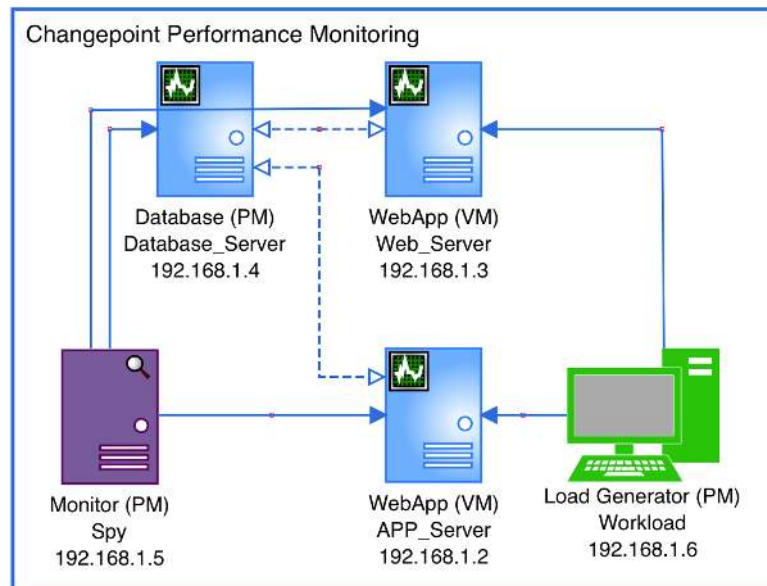 Changepoint Performance Monitoring
Database (PM)
Database_Server
192.168.1.4
WebApp (VM)
Web_Server
192.168.1.3
Monitor (PM)
Spy
192.168.1.5
WebApp (VM)
APP_Server
192.168.1.2
Load Generator (PM)
Workload
192.168.1.6